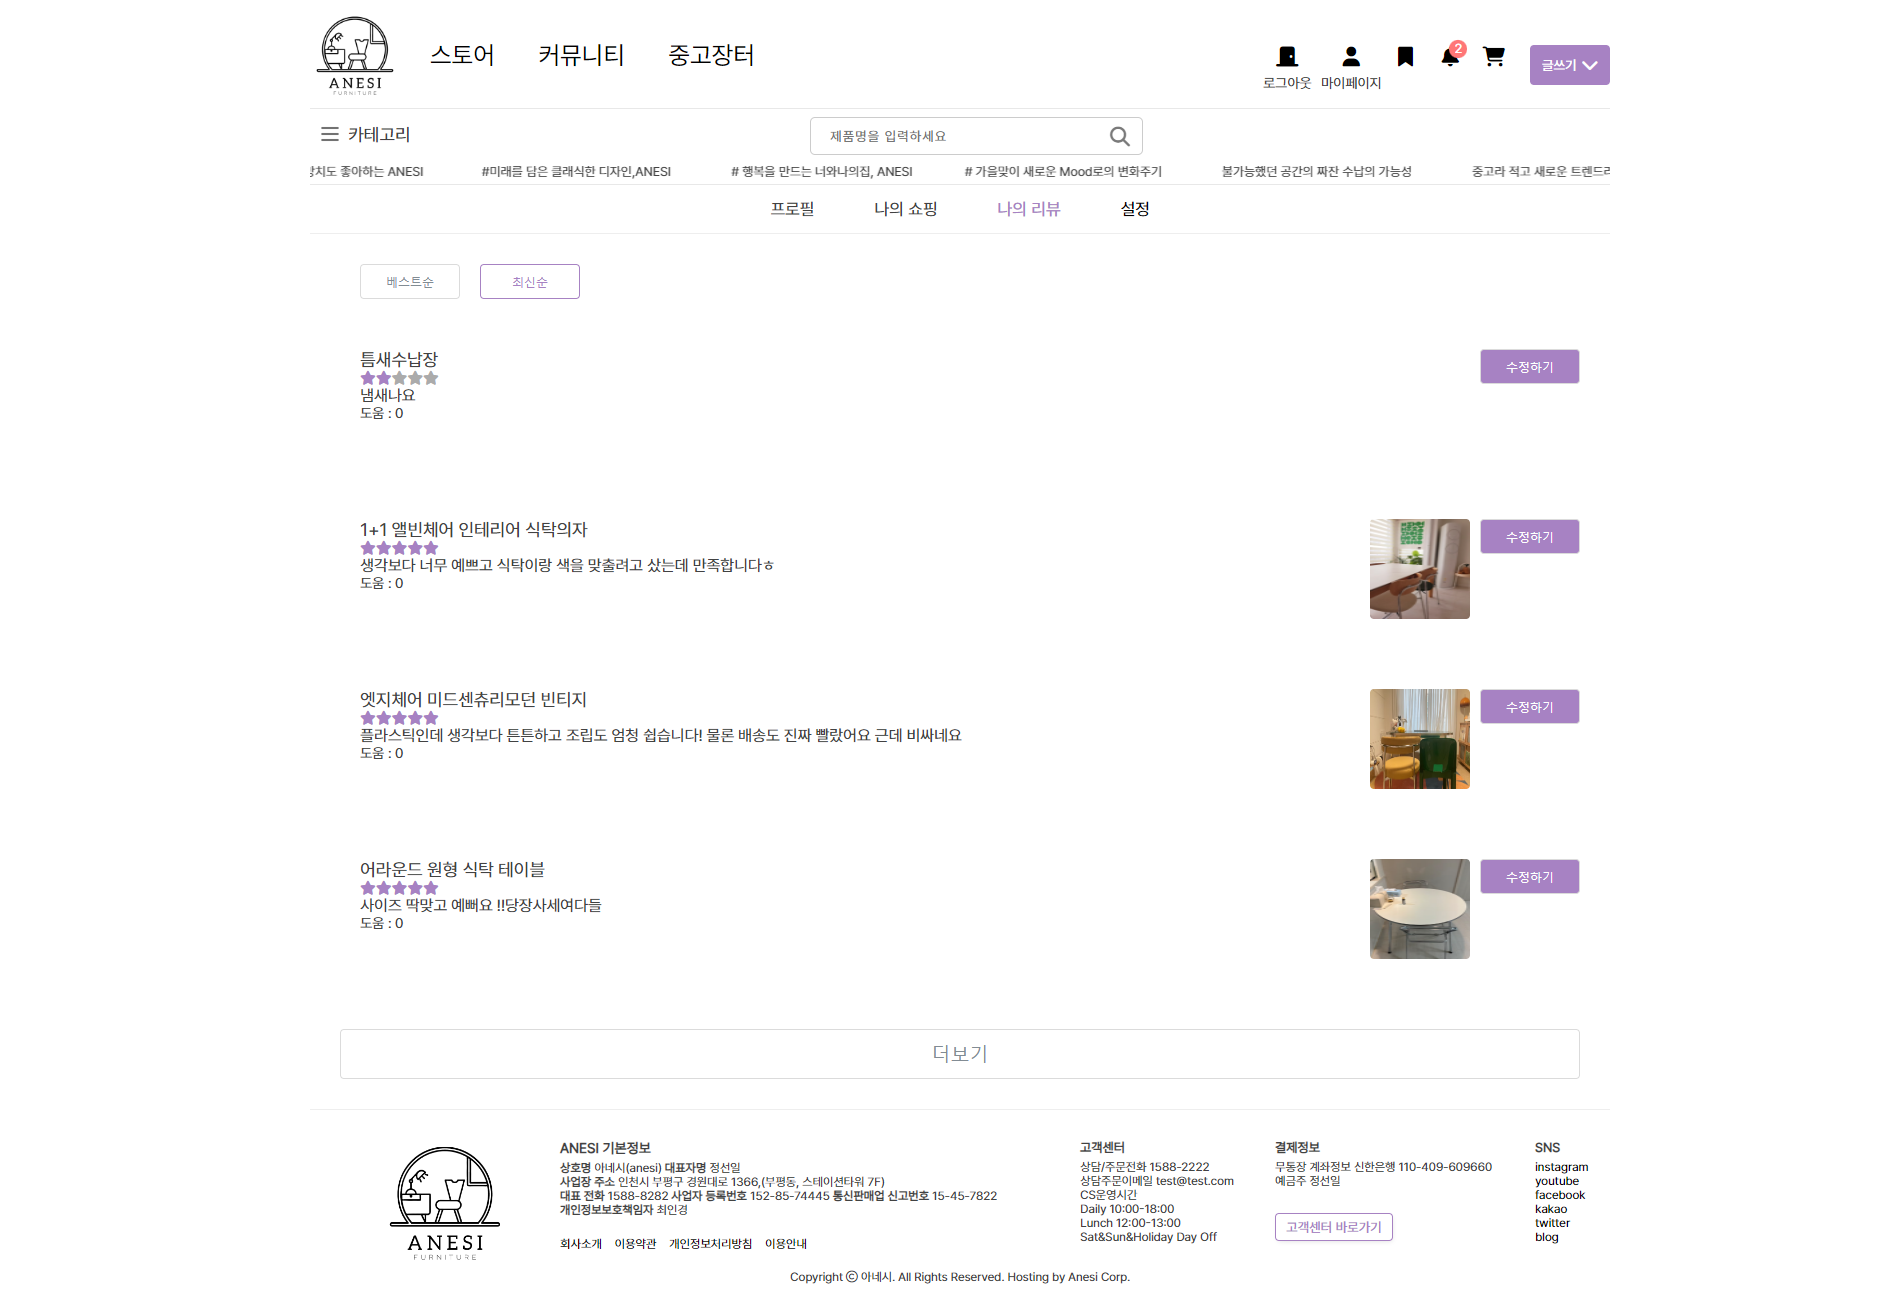 ANESI
FURNITURE
스토어
커뮤니티
중고장터
로그아웃
마이페이지
2
글쓰기
카테고리
제품명을 입력하세요
치도 좋아하는 ANESI
#미래를 담은 클래식한 디자인,ANESI
# 행복을 만드는 너와나의집, ANESI
# 가을맞이 새로운 Mood로의 변화주기
불가능했던 공간의 짜잔 수납의 가능성
중고라 적고 새로운 트렌드라
프로필
나의 쇼핑
나의 리뷰
설정
베스트순
최신순
틈새수납장
냄새나요
도움 : 0
수정하기
1+1 앨빈체어 인테리어 식탁의자
생각보다 너무 예쁘고 식탁이랑 색을 맞출려고 샀는데 만족합니다ㅎ
도움 : 0
수정하기
엣지체어 미드센츄리모던 빈티지
플라스틱인데 생각보다 튼튼하고 조립도 엄청 쉽습니다! 물론 배송도 진짜 빨랐어요 근데 비싸네요
도움 : 0
수정하기
어라운드 원형 식탁 테이블
사이즈 딱맞고 예뻐요 !!당장사세여다들
도움 : 0
수정하기
더보기
ANESI
FURNITURE
ANESI 기본정보
상호명 아네시(anesi) 대표자명 정선일
사업장 주소 인천시 부평구 경원대로 1366,(부평동, 스테이션타워 7F)
대표 전화 1588-8282 사업자 등록번호 152-85-74445 통신판매업 신고번호 15-45-7822
개인정보보호책임자 최인경
회사소개 이용약관 개인정보처리방침 이용안내
고객센터
상담/주문전화 1588-2222
상담주문이메일 test@test.com
CS운영시간
Daily 10:00-18:00
Lunch 12:00-13:00
Sat&Sun&Holiday Day Off
결제정보
무통장 계좌정보 신한은행 110-409-609660
예금주 정선일
고객센터 바로가기
SNS
instagram
youtube
facebook
kakao
twitter
blog
Copyright ⓒ 아네시. All Rights Reserved. Hosting by Anesi Corp.